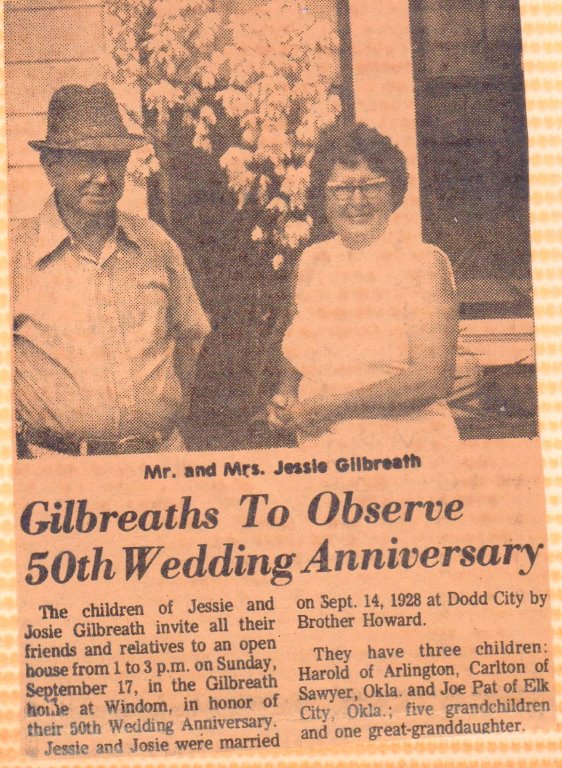 Mr. and Mrs. Jessie Gilbreath
Gilbreaths To Observe
50th Wedding Anniversary
The children of Jessie and
Josie Gilbreath invite all their
friends and relatives to an open
house from 1 to 3 p.m. on Sunday,
September 17, in the Gilbreath
home at Windom, in honor of
their 50th Wedding Anniversary.
Jessie and Josie were married
on Sept. 14, 1928 at Dodd City by
Brother Howard.
They have three children:
Harold of Arlington, Carlton of
Sawyer, Okla. and Joe Pat of Elk
City, Okla.; five grandchildren
and one great-granddaughter.